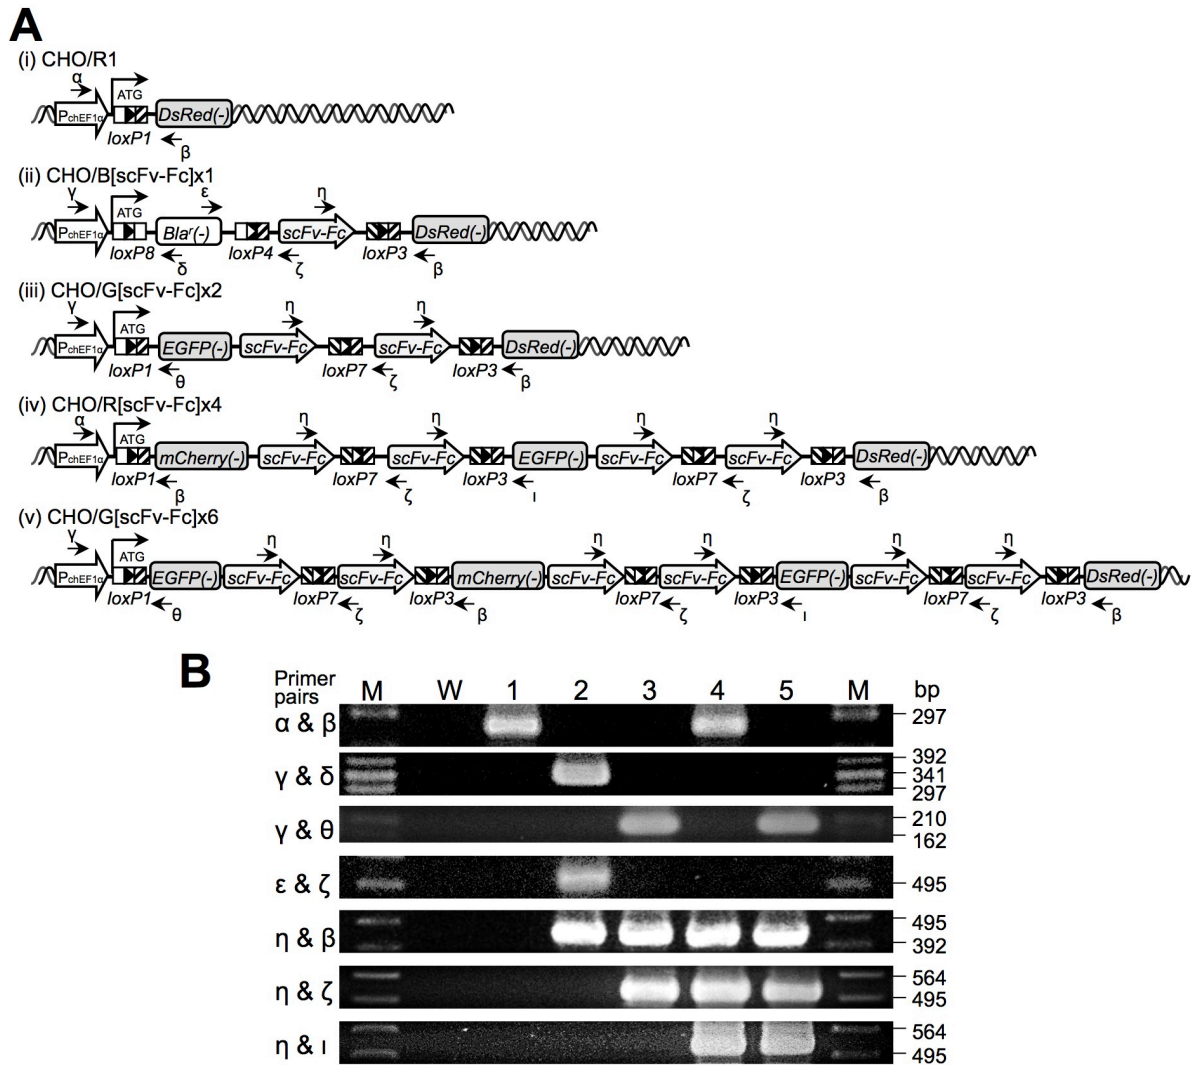 A
(i) CHO/R1
α
ATG
PchEF1α
DsRed(-)
loxP1
β
(ii) CHO/B[scFv-Fc]x1
γ
ε
η
ATG
PchEF1α
Blaʳ(-)
scFv-Fc
DsRed(-)
loxP8
loxP4
loxP3
δ
ζ
β
(iii) CHO/G[scFv-Fc]x2
γ
η
η
ATG
PchEF1α
EGFP(-)
scFv-Fc
scFv-Fc
DsRed(-)
loxP1
loxP7
loxP3
θ
ζ
β
(iv) CHO/R[scFv-Fc]x4
α
η
η
η
η
ATG
PchEF1α
mCherry(-)
scFv-Fc
scFv-Fc
EGFP(-)
scFv-Fc
scFv-Fc
DsRed(-)
loxP1
loxP7
loxP3
loxP7
loxP3
β
ζ
ι
ζ
β
(v) CHO/G[scFv-Fc]x6
γ
η
η
η
η
η
η
ATG
PchEF1α
EGFP(-)
scFv-Fc
scFv-Fc
mCherry(-)
scFv-Fc
scFv-Fc
EGFP(-)
scFv-Fc
scFv-Fc
DsRed(-)
loxP1
loxP7
loxP3
loxP7
loxP3
loxP7
loxP3
θ
ζ
β
ζ
ι
ζ
β
B
Primer
pairs
M W 1 2 3 4 5 M bp
α & β
297
γ & δ
392
341
297
γ & θ
210
162
ε & ζ
495
η & β
495
392
η & ζ
564
495
η & ι
564
495